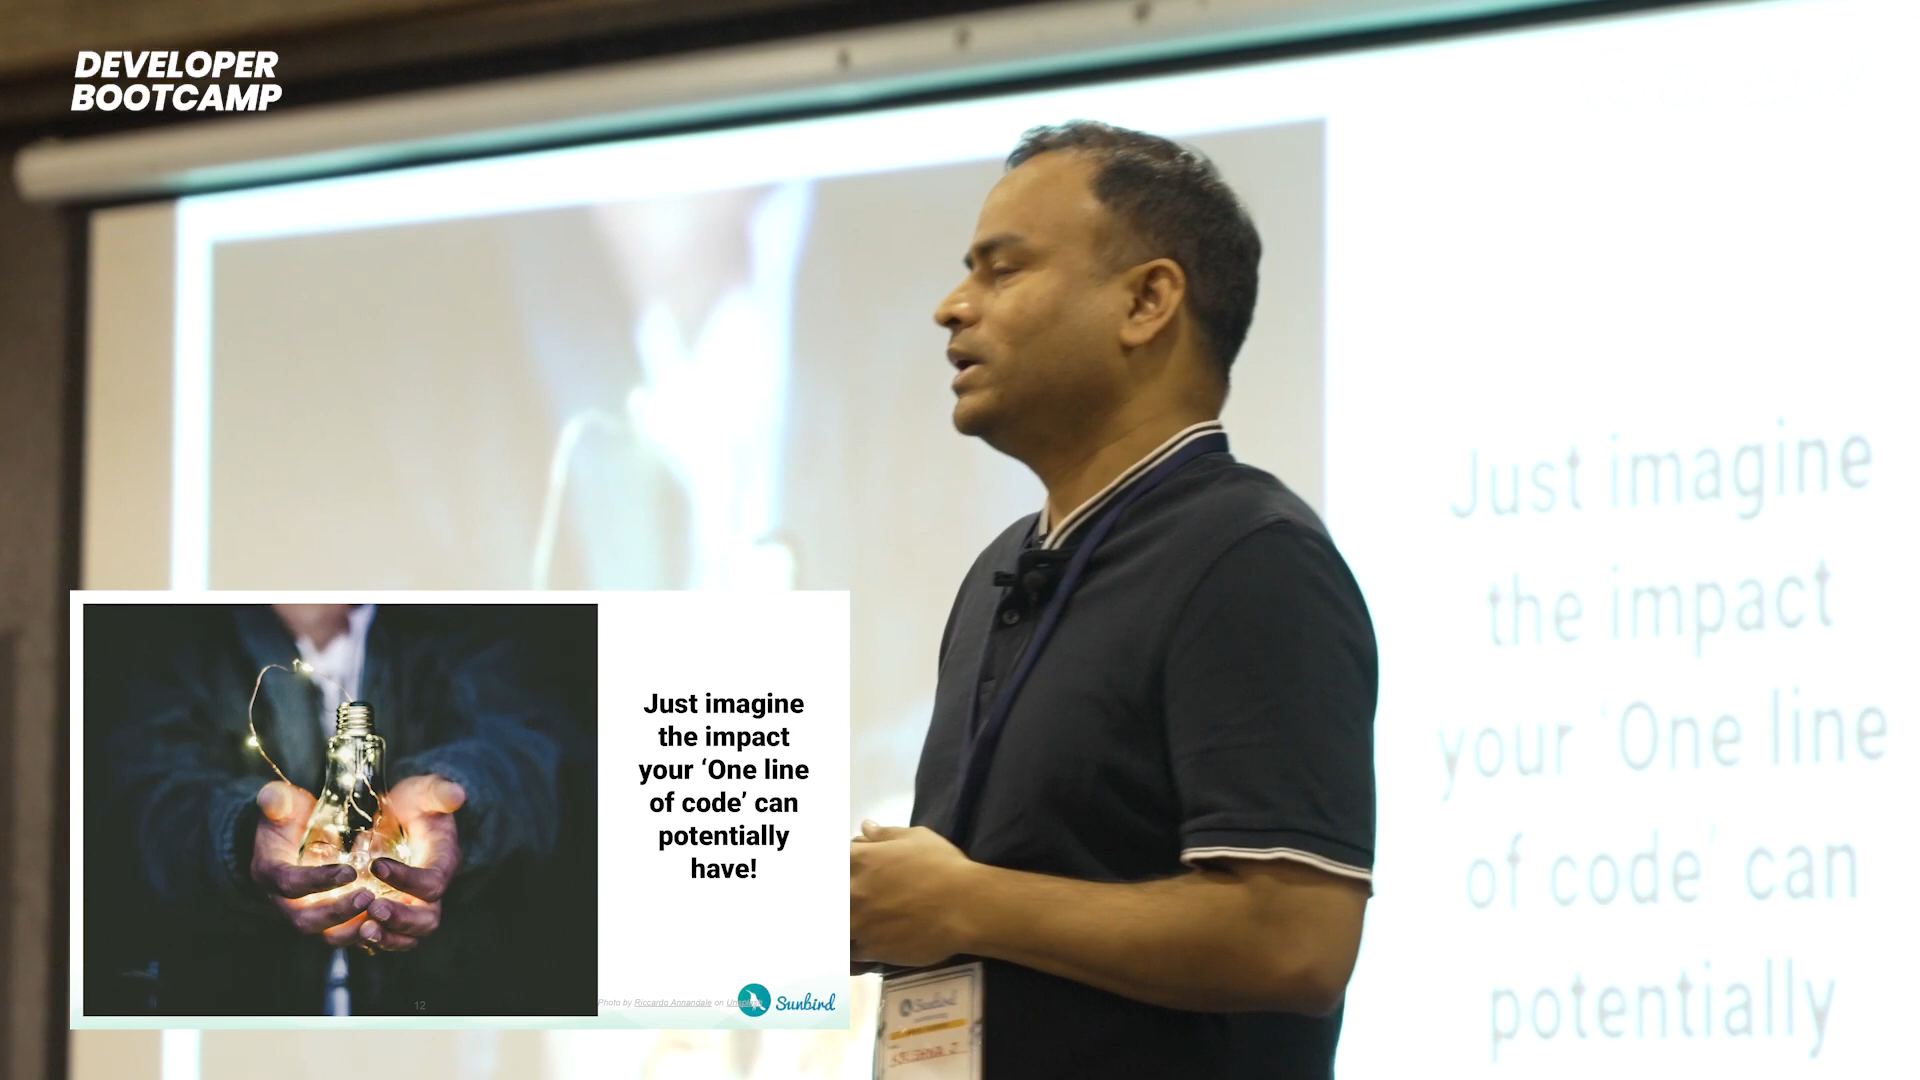 DEVELOPER
BOOTCAMP
Just imagine
the impact
your ‘One line
of code’ can
potentially
Just imagine
the impact
your ‘One line
of code’ can
potentially
have!
12
Photo by Riccardo Annandale on
Sunbird
Sunbird